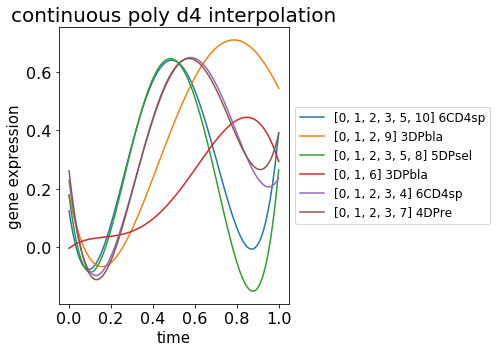 continuous poly d4 interpolation
gene expression
0.6
0.4
0.2
0.0
0.0 0.2 0.4 0.6 0.8 1.0
time
[0, 1, 2, 3, 5, 10] 6CD4sp
[0, 1, 2, 9] 3DPbla
[0, 1, 2, 3, 5, 8] 5DPsel
[0, 1, 6] 3DPbla
[0, 1, 2, 3, 4] 6CD4sp
[0, 1, 2, 3, 7] 4DPre